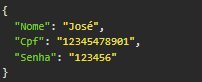 {
"Nome": "José",
"Cpf": "12345478901",
"Senha": "123456"
}